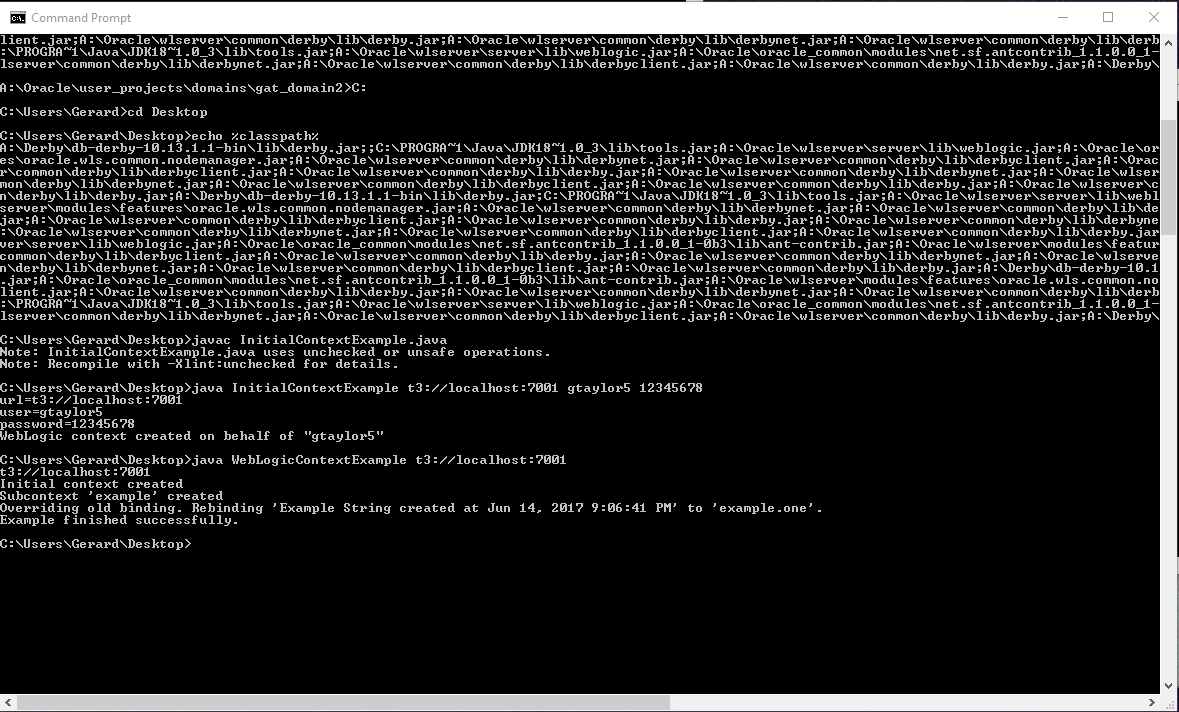 Command Prompt
lient.jar;A:\Oracle\wlserver\common\derby\lib\derby.jar;A:\Oracle\wlserver\common\derby\lib\derbynet.jar;A:\Oracle\wlserver\common\derby\lib\derb
:\PROGRA~1\Java\JDK18~1.0_3\lib\tools.jar;A:\Oracle\wlserver\server\lib\weblogic.jar;A:\Oracle\oracle_common\modules\net.sf.antcontrib_1.1.0.0_1-
lserver\common\derby\lib\derbynet.jar;A:\Oracle\wlserver\common\derby\lib\derbyclient.jar;A:\Oracle\wlserver\common\derby\lib\derby.jar;A:\Derby\
A:\Oracle\user_projects\domains\gat_domain2>C:
C:\Users\Gerard>cd Desktop
C:\Users\Gerard\Desktop>echo %classpath%
A:\Derby\db-derby-10.13.1.1-bin\lib\derby.jar;;C:\PROGRA~1\Java\JDK18~1.0_3\lib\tools.jar;A:\Oracle\wlserver\server\lib\weblogic.jar;A:\Oracle\or
es\oracle.wls.common.nodemanager.jar;A:\Oracle\wlserver\common\derby\lib\derbynet.jar;A:\Oracle\wlserver\common\derby\lib\derbyclient.jar;A:\Orac
r\common\derby\lib\derbyclient.jar;A:\Oracle\wlserver\common\derby\lib\derby.jar;A:\Oracle\wlserver\common\derby\lib\derbynet.jar;A:\Oracle\wlser
mon\derby\lib\derbynet.jar;A:\Oracle\wlserver\common\derby\lib\derbyclient.jar;A:\Oracle\wlserver\common\derby\lib\derby.jar;A:\Oracle\wlserver\c
n\derby\lib\derby.jar;A:\Derby\db-derby-10.13.1.1-bin\lib\derby.jar;C:\PROGRA~1\Java\JDK18~1.0_3\lib\tools.jar;A:\Oracle\wlserver\server\lib\webl
server\modules\features\oracle.wls.common.nodemanager.jar;A:\Oracle\wlserver\common\derby\lib\derbynet.jar;A:\Oracle\wlserver\common\derby\lib\de
jar;A:\Oracle\wlserver\common\derby\lib\derbyclient.jar;A:\Oracle\wlserver\common\derby\lib\derby.jar;A:\Oracle\wlserver\common\derby\lib\derbyne
:\Oracle\wlserver\common\derby\lib\derbynet.jar;A:\Oracle\wlserver\common\derby\lib\derbyclient.jar;A:\Oracle\wlserver\common\derby\lib\derby.jar
ver\server\lib\weblogic.jar;A:\Oracle\oracle_common\modules\net.sf.antcontrib_1.1.0.0_1-0b3\lib\ant-contrib.jar;A:\Oracle\wlserver\modules\featur
common\derby\lib\derbyclient.jar;A:\Oracle\wlserver\common\derby\lib\derby.jar;A:\Oracle\wlserver\common\derby\lib\derbynet.jar;A:\Oracle\wlserve
n\derby\lib\derbynet.jar;A:\Oracle\wlserver\common\derby\lib\derbyclient.jar;A:\Oracle\wlserver\common\derby\lib\derby.jar;A:\Derby\db-derby-10.1
.jar;A:\Oracle\oracle_common\modules\net.sf.antcontrib_1.1.0.0_1-0b3\lib\ant-contrib.jar;A:\Oracle\wlserver\modules\features\oracle.wls.common.no
lient.jar;A:\Oracle\wlserver\common\derby\lib\derby.jar;A:\Oracle\wlserver\common\derby\lib\derbynet.jar;A:\Oracle\wlserver\common\derby\lib\derb
:\PROGRA~1\Java\JDK18~1.0_3\lib\tools.jar;A:\Oracle\wlserver\server\lib\weblogic.jar;A:\Oracle\oracle_common\modules\net.sf.antcontrib_1.1.0.0_1-
lserver\common\derby\lib\derbynet.jar;A:\Oracle\wlserver\common\derby\lib\derbyclient.jar;A:\Oracle\wlserver\common\derby\lib\derby.jar;A:\Derby\
C:\Users\Gerard\Desktop>javac InitialContextExample.java
Note: InitialContextExample.java uses unchecked or unsafe operations.
Note: Recompile with -Xlint:unchecked for details.
C:\Users\Gerard\Desktop>java InitialContextExample t3://localhost:7001 gtaylor5 12345678
url=t3://localhost:7001
user=gtaylor5
password=12345678
WebLogic context created on behalf of "gtaylor5"
C:\Users\Gerard\Desktop>java WebLogicContextExample t3://localhost:7001
t3://localhost:7001
Initial context created
Subcontext 'example' created
Overriding old binding. Rebinding 'Example String created at Jun 14, 2017 9:06:41 PM' to 'example.one'.
Example finished successfully.
C:\Users\Gerard\Desktop>